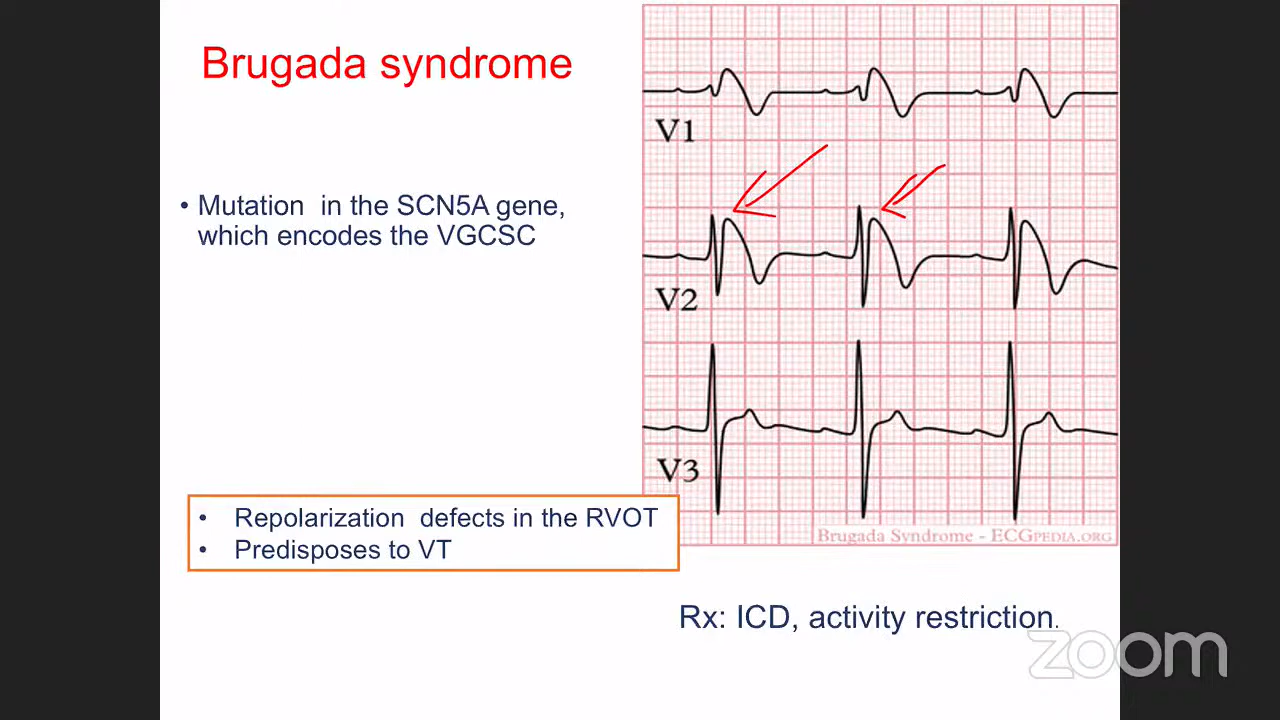 Brugada syndrome
• Mutation in the SCN5A gene,
which encodes the VGCSC
V1
V2
V3
Brugada Syndrome - ECGPEDIA.ORG
• Repolarization defects in the RVOT
• Predisposes to VT
Rx: ICD, activity restriction.
zoom